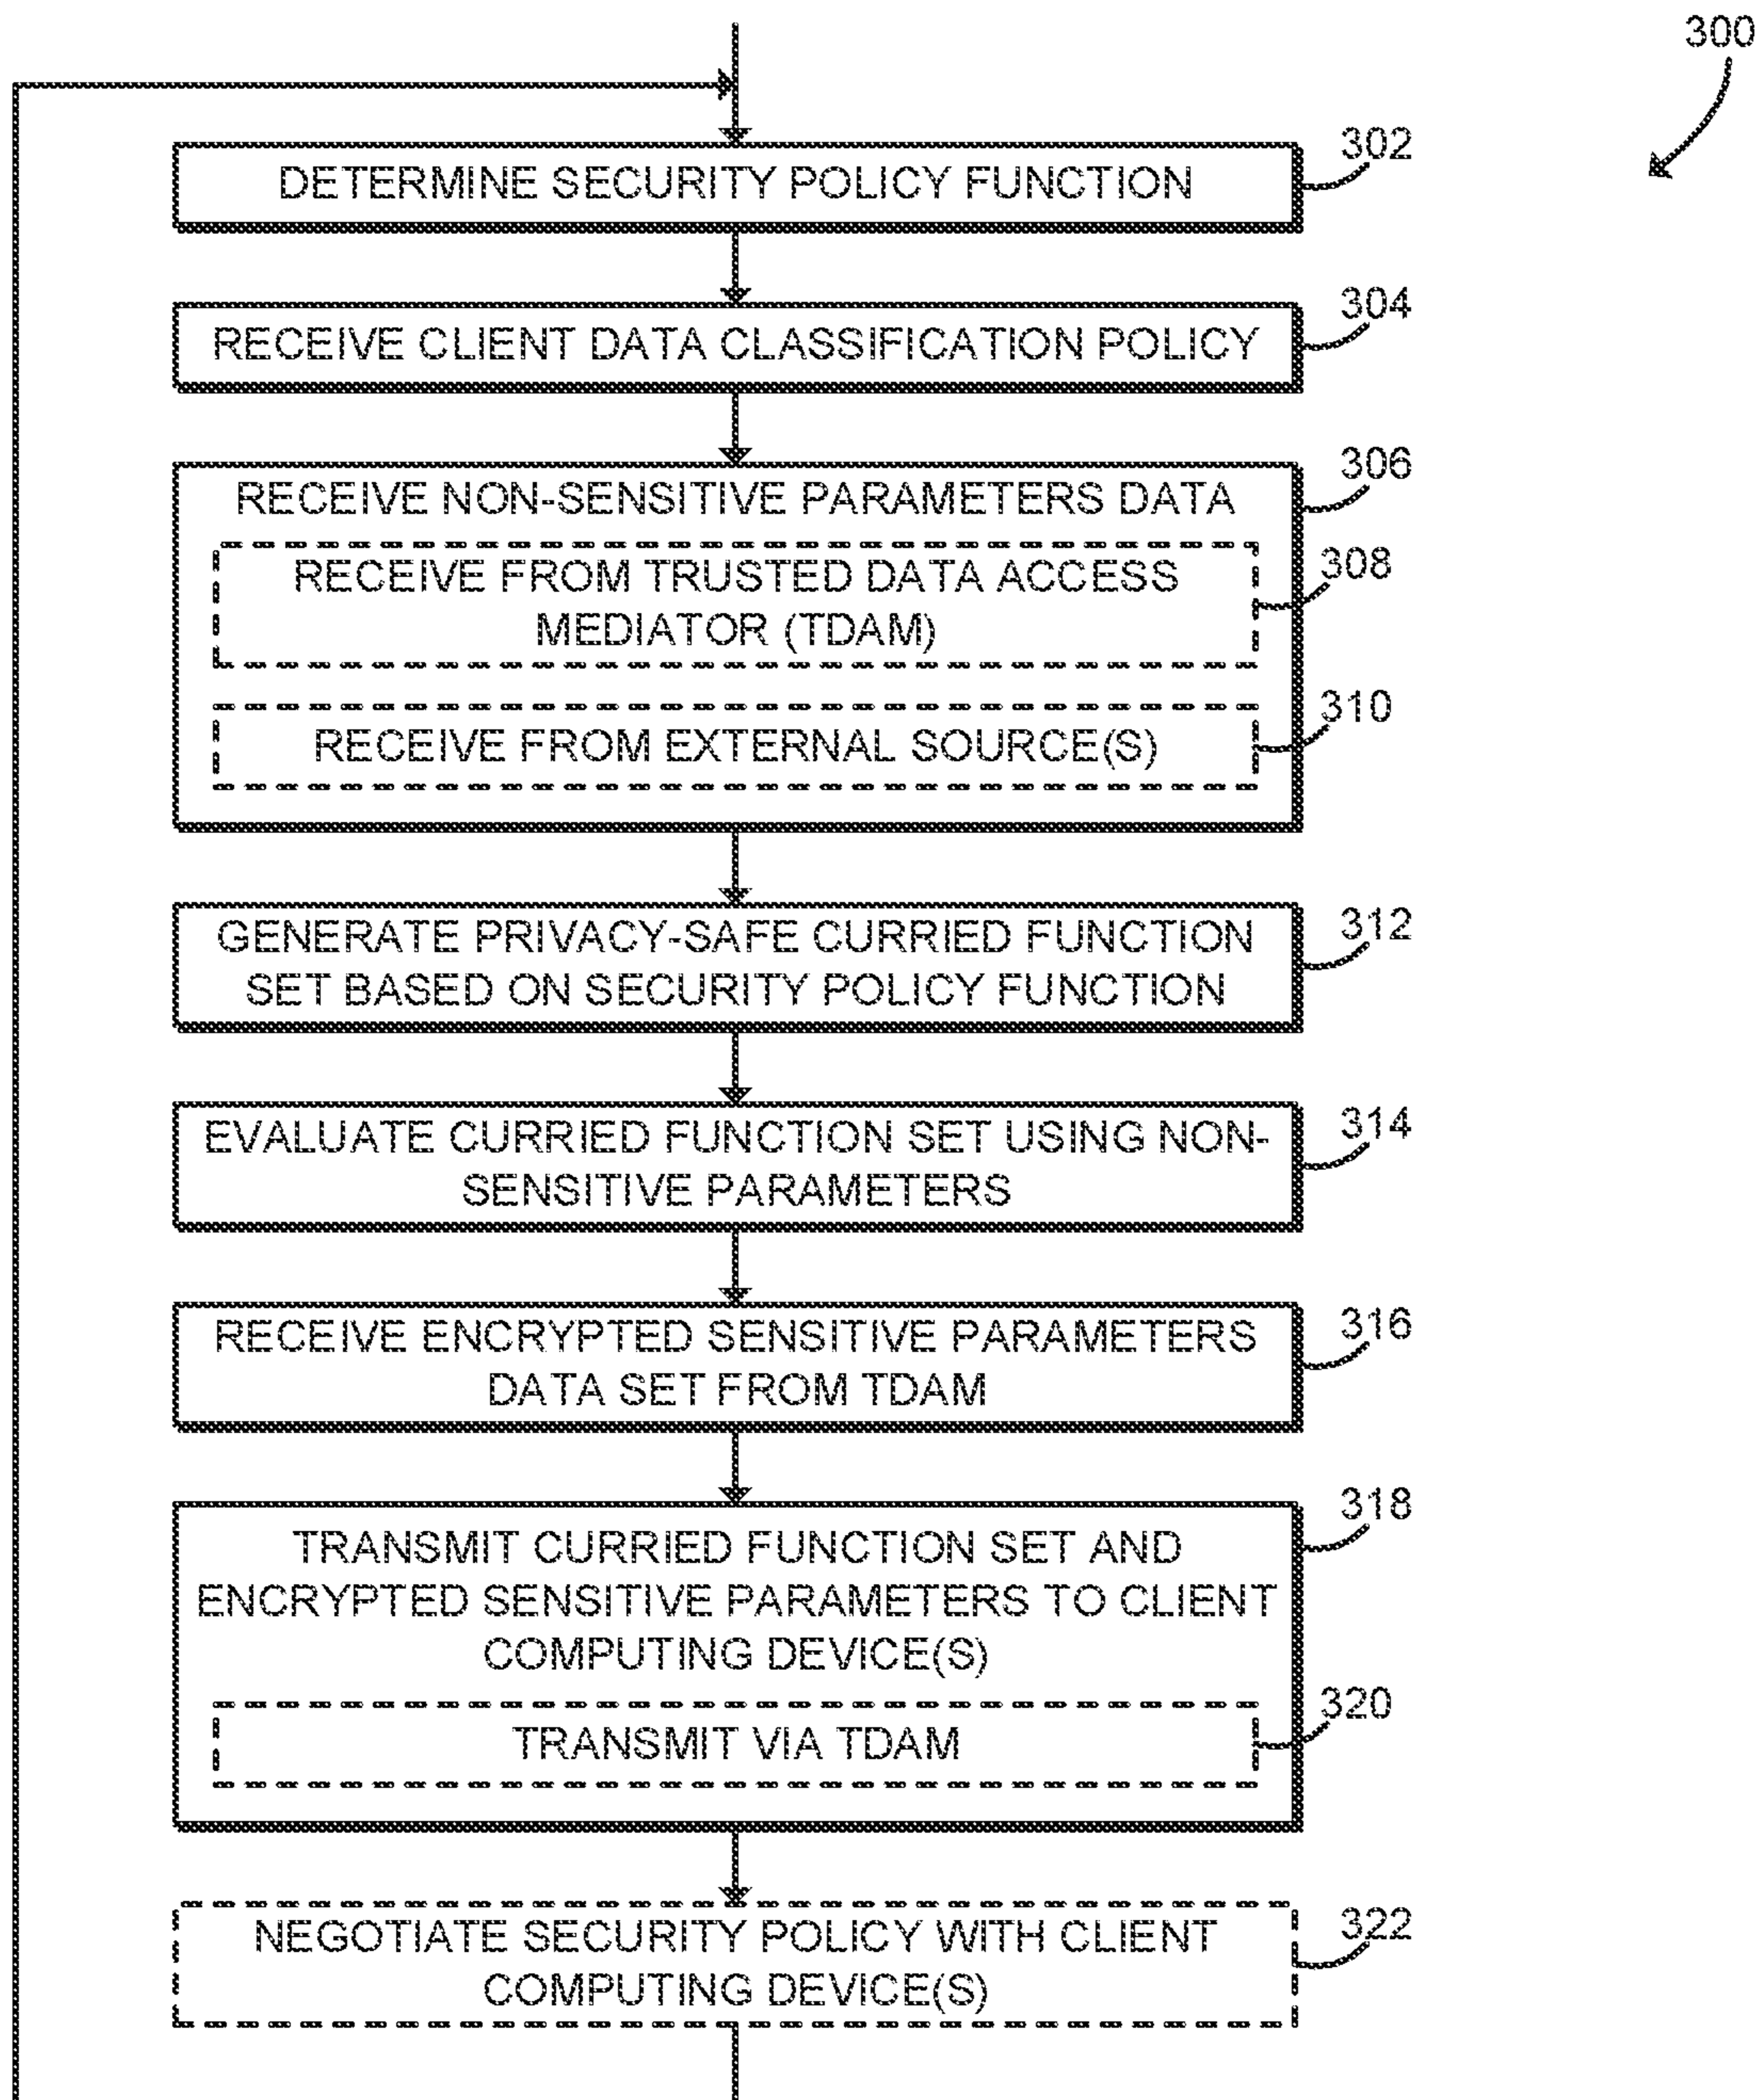 300
302
DETERMINE SECURITY POLICY FUNCTION
304
RECEIVE CLIENT DATA CLASSIFICATION POLICY
306
RECEIVE NON-SENSITIVE PARAMETERS DATA
308
RECEIVE FROM TRUSTED DATA ACCESS
MEDIATOR (TDAM)
310
RECEIVE FROM EXTERNAL SOURCE(S)
312
GENERATE PRIVACY-SAFE CURRIED FUNCTION
SET BASED ON SECURITY POLICY FUNCTION
314
EVALUATE CURRIED FUNCTION SET USING NON-
SENSITIVE PARAMETERS
316
RECEIVE ENCRYPTED SENSITIVE PARAMETERS
DATA SET FROM TDAM
318
TRANSMIT CURRIED FUNCTION SET AND
ENCRYPTED SENSITIVE PARAMETERS TO CLIENT
COMPUTING DEVICE(S)
320
TRANSMIT VIA TDAM
322
NEGOTIATE SECURITY POLICY WITH CLIENT
COMPUTING DEVICE(S)